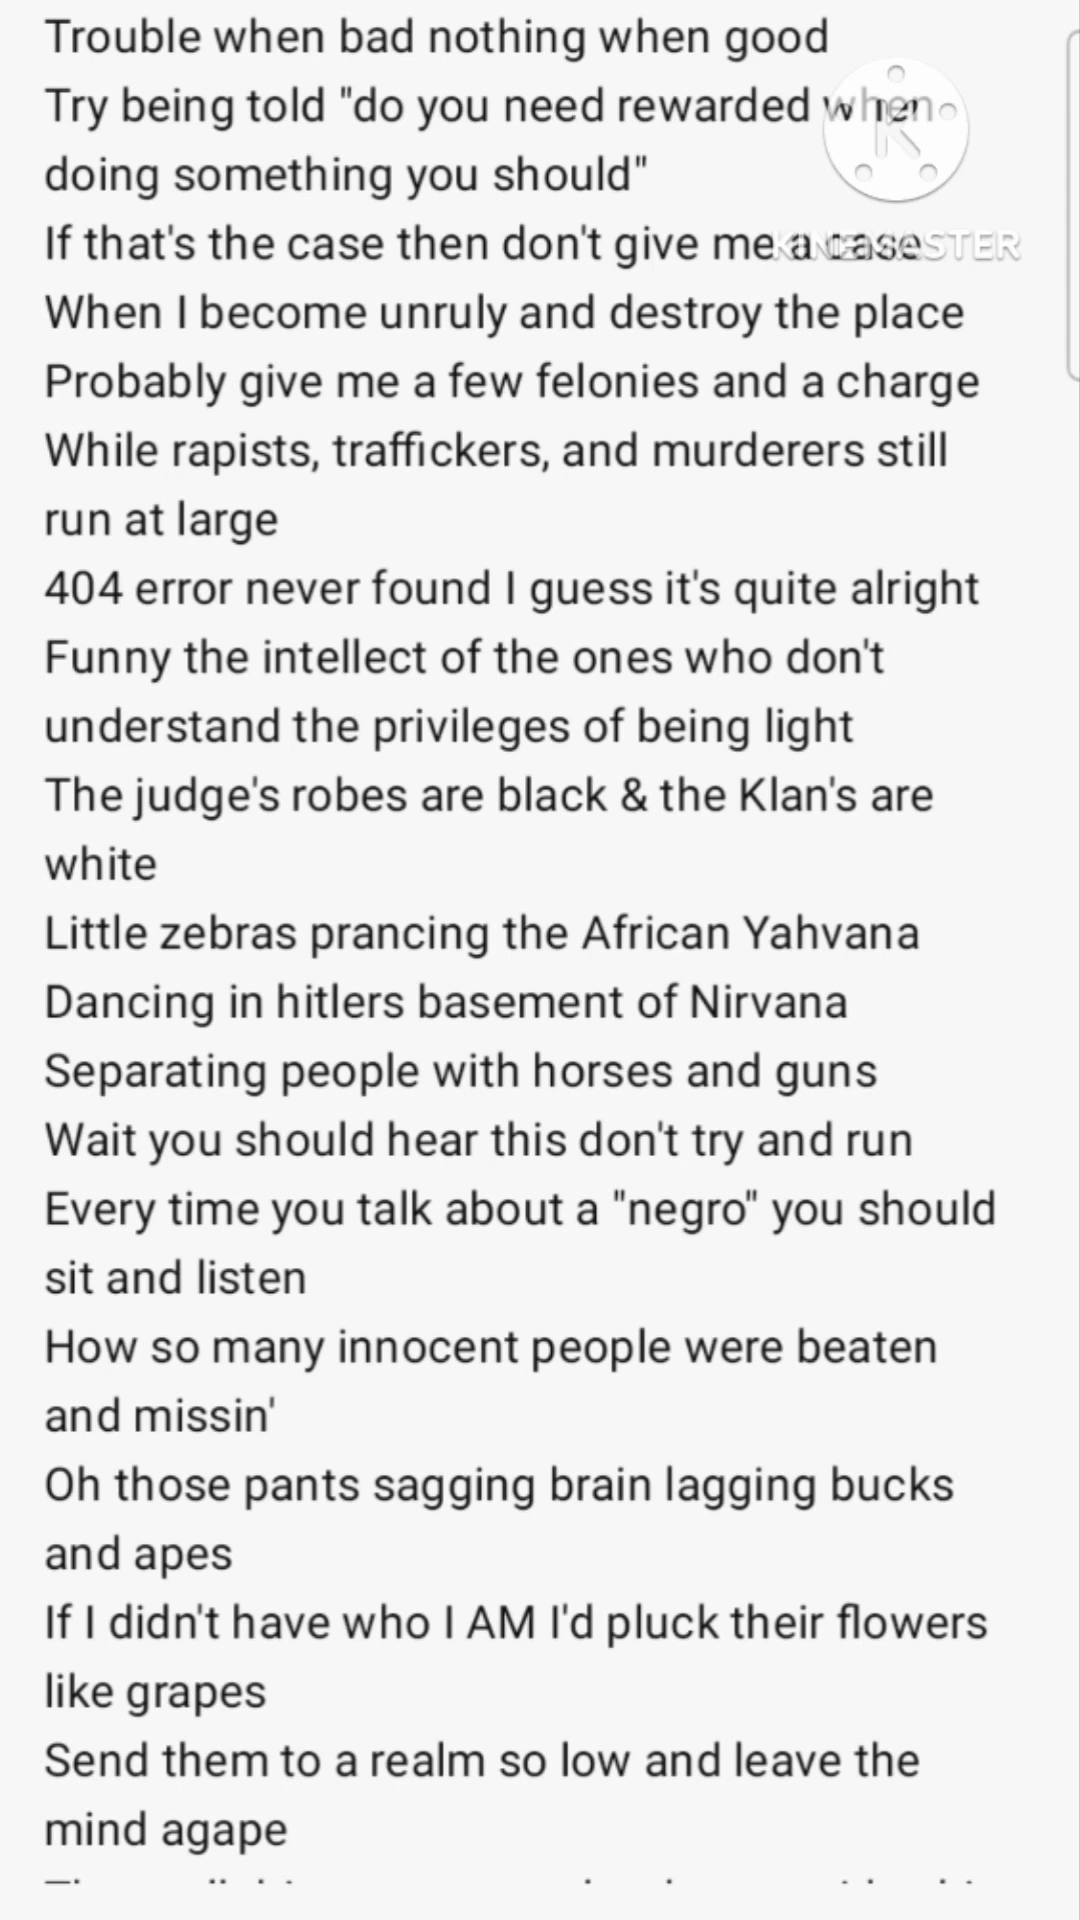 Trouble when bad nothing when good
Try being told "do you need rewarded when
doing something you should"
If that's the case then don't give me a case
When I become unruly and destroy the place
Probably give me a few felonies and a charge
While rapists, traffickers, and murderers still
run at large
404 error never found I guess it's quite alright
Funny the intellect of the ones who don't
understand the privileges of being light
The judge's robes are black & the Klan's are
white
Little zebras prancing the African Yahvana
Dancing in hitlers basement of Nirvana
Separating people with horses and guns
Wait you should hear this don't try and run
Every time you talk about a "negro" you should
sit and listen
How so many innocent people were beaten
and missin'
Oh those pants sagging brain lagging bucks
and apes
If I didn't have who I AM I'd pluck their flowers
like grapes
Send them to a realm so low and leave the
mind agape
K
KINEMASTER